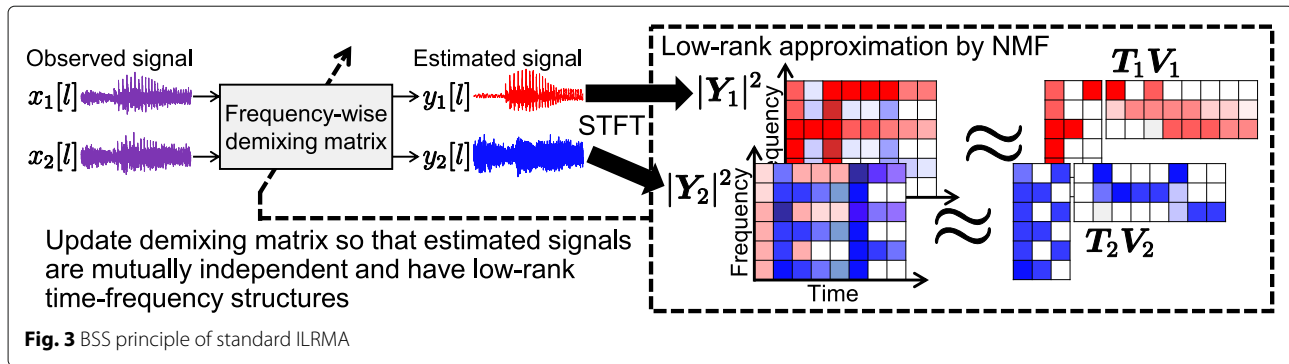 Observed signal
Estimated signal
Low-rank approximation by NMF
x₁[l]
Frequency-wise
demixing matrix
y₁[l]
STFT
|Y₁|²
Frequency
≈
T₁V₁
x₂[l]
y₂[l]
|Y₂|²
Frequency
≈
T₂V₂
Time
Update demixing matrix so that estimated signals
are mutually independent and have low-rank
time-frequency structures
Fig. 3 BSS principle of standard ILRMA